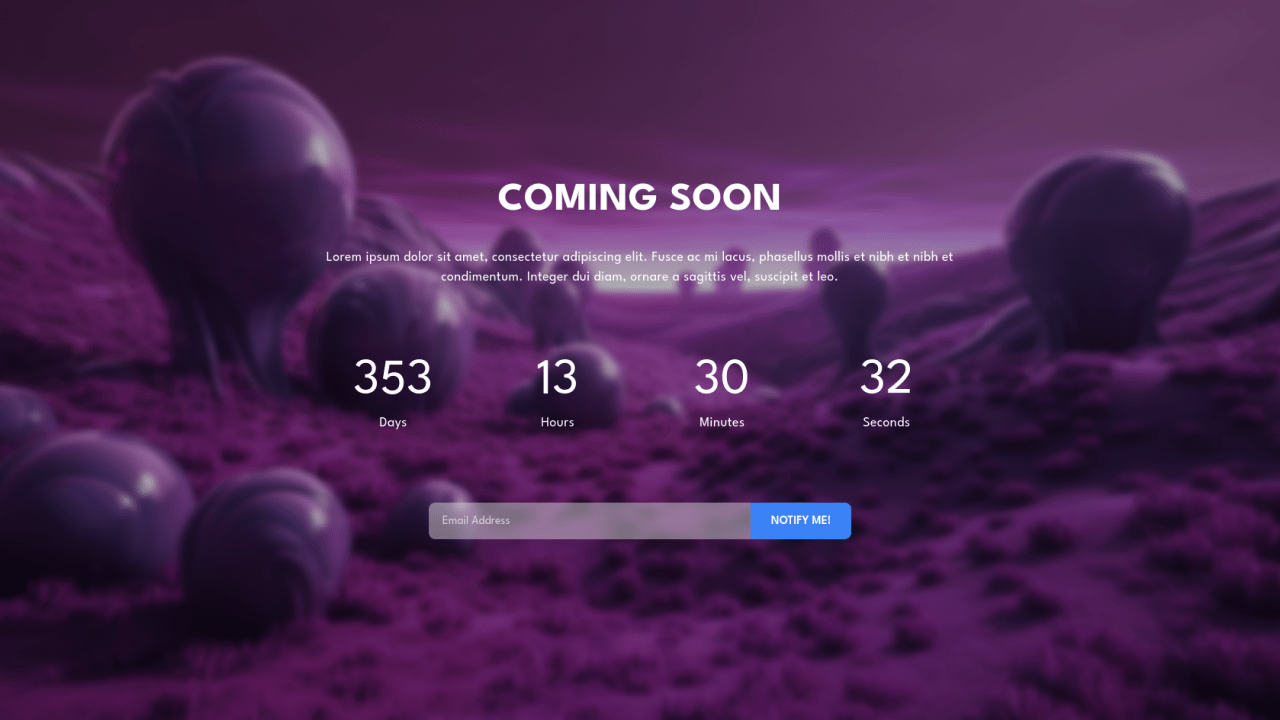 COMING SOON
Lorem ipsum dolor sit amet, consectetur adipiscing elit. Fusce ac mi lacus, phasellus mollis et nibh et nibh et
condimentum. Integer dui diam, ornare a sagittis vel, suscipit et leo.
353 13 30 32
Days Hours Minutes Seconds
Email Address NOTIFY ME!